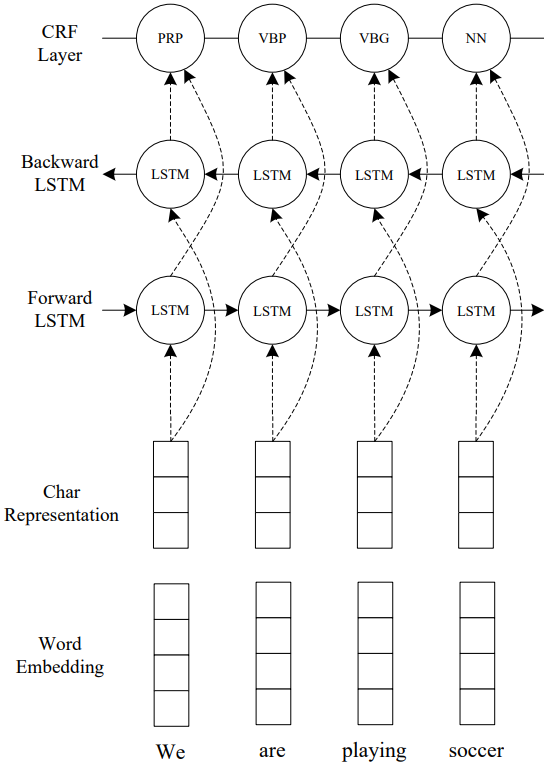 CRF
Layer
PRP VBP VBG NN
Backward
LSTM
LSTM LSTM LSTM LSTM
Forward
LSTM
LSTM LSTM LSTM LSTM
Char
Representation
Word
Embedding
We are playing soccer